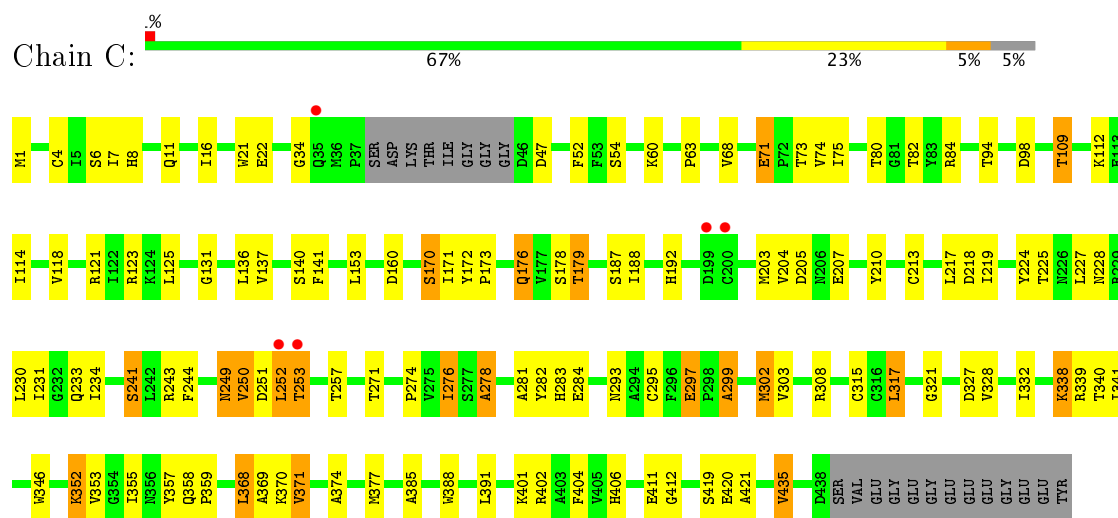 .%
Chain C:
67% 23% 5% 5%
M1 C4 I5 S6 I7 H8 Q11 I16 W21 E22 G34 Q35 M36 P37 SER ASP LYS THR ILE GLY GLY GLY D46 D47 F52 F53 S54 K60 P63 V68 E71 P72 T73 V74 I75 T80 G81 T82 Y83 R84 T94 D98 T109 K112 E113
I114 V118 R121 I122 R123 K124 L125 G131 L136 V137 S140 F141 L153 D160 S170 I171 Y172 P173 Q176 V177 S178 T179 S187 I188 H192 D199 C200 M203 V204 D205 N206 E207 Y210 C213 L217 D218 I219 Y224 T225 N226 L227 N228 R229
L230 I231 G232 Q233 I234 S241 L242 R243 F244 N249 V250 D251 L252 T253 T257 T271 P274 V275 I276 S277 A278 A281 Y282 H283 E284 N293 A294 C295 F296 E297 P298 A299 M302 V303 R308 C315 C316 L317 G321 D327 V328 I332 K338 R339 T340 I341
W346 K352 V353 G354 I355 N356 Y357 Q358 P359 L368 A369 K370 V371 A374 M377 A385 W388 L391 K401 R402 A403 F404 V405 H406 E411 G412 S419 E420 A421 V435 D438 SER VAL GLU GLY GLU GLY GLU GLU GLU GLY GLU GLU TYR